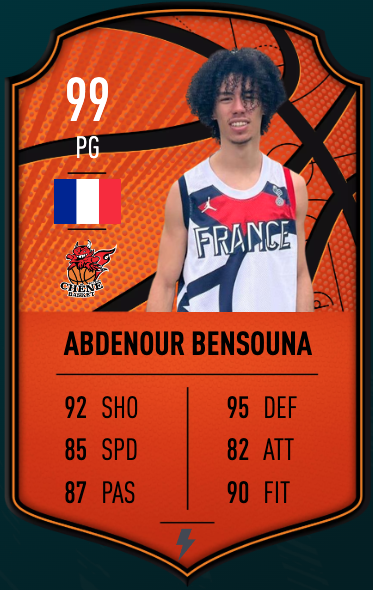 99
PG
CHÊNE
BASKET
FRANCE
ABDENOUR BENSOUNA
92 SHO
95 DEF
85 SPD
82 ATT
87 PAS
90 FIT